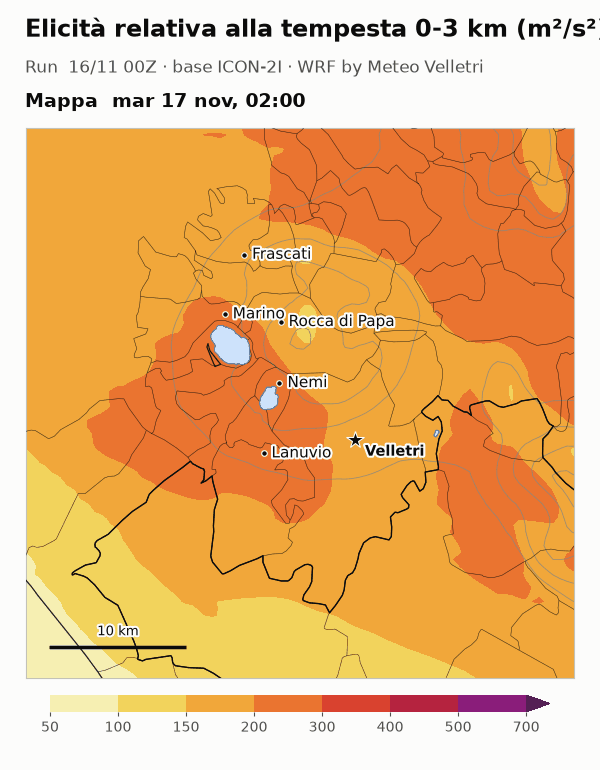 Elicità relativa alla tempesta 0-3 km (m²/s²)
Run 16/11 00Z · base ICON-2I · WRF by Meteo Velletri
Mappa mar 17 nov, 02:00
Frascati
Marino
Rocca di Papa
Nemi
Velletri
Lanuvio
10 km
50 100 150 200 300 400 500 700